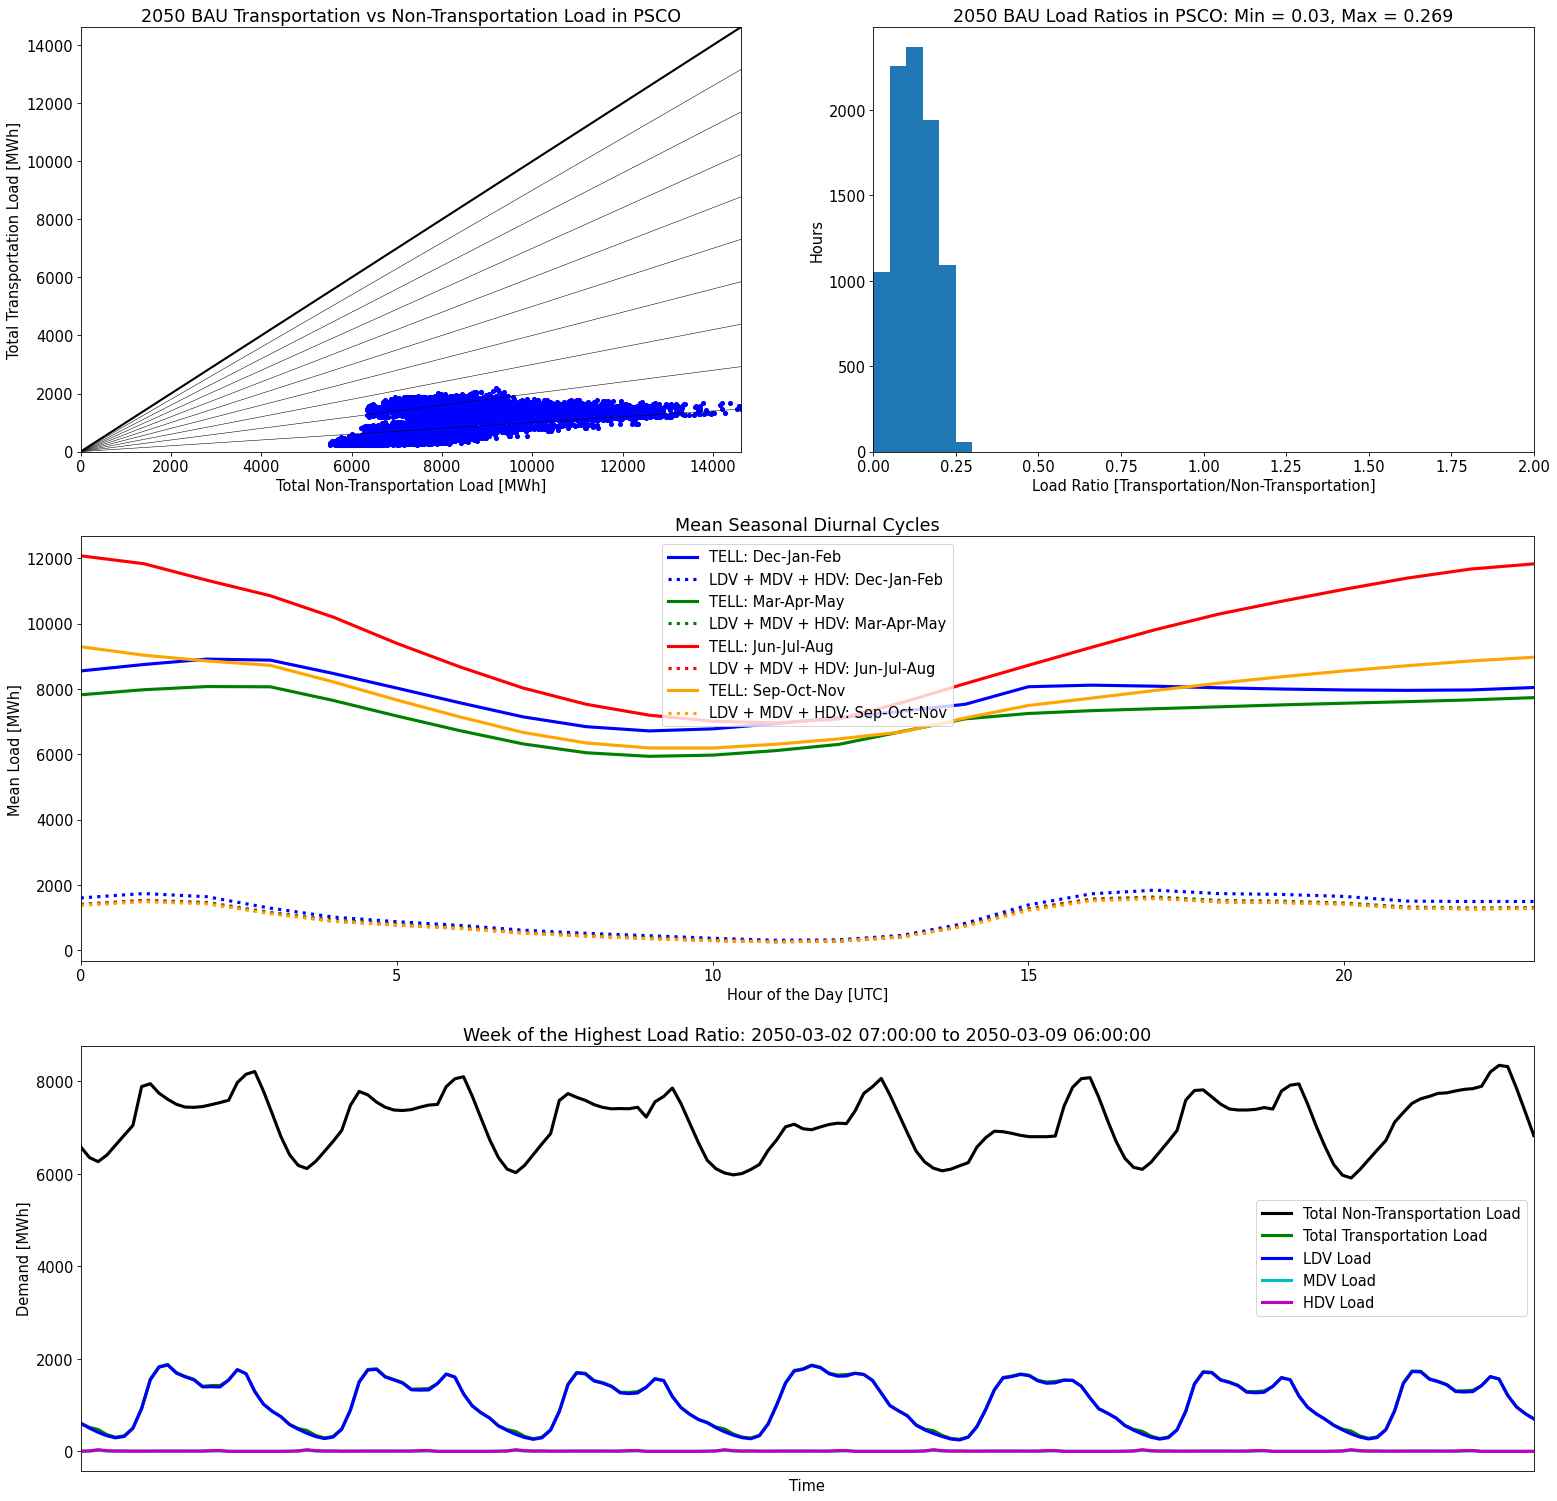 2050 BAU Transportation vs Non-Transportation Load in PSCO
14000
12000
10000
8000
6000
4000
2000
0
Total Transportation Load [MWh]
0 2000 4000 6000 8000 10000 12000 14000
Total Non-Transportation Load [MWh]
2050 BAU Load Ratios in PSCO: Min = 0.03, Max = 0.269
2000
1500
1000
500
0
Hours
0.00 0.25 0.50 0.75 1.00 1.25 1.50 1.75 2.00
Load Ratio [Transportation/Non-Transportation]
Mean Seasonal Diurnal Cycles
12000
10000
8000
6000
4000
2000
0
Mean Load [MWh]
TELL: Dec-Jan-Feb
LDV + MDV + HDV: Dec-Jan-Feb
TELL: Mar-Apr-May
LDV + MDV + HDV: Mar-Apr-May
TELL: Jun-Jul-Aug
LDV + MDV + HDV: Jun-Jul-Aug
TELL: Sep-Oct-Nov
LDV + MDV + HDV: Sep-Oct-Nov
0 5 10 15 20
Hour of the Day [UTC]
Week of the Highest Load Ratio: 2050-03-02 07:00:00 to 2050-03-09 06:00:00
8000
6000
4000
2000
0
Demand [MWh]
Total Non-Transportation Load
Total Transportation Load
LDV Load
MDV Load
HDV Load
Time